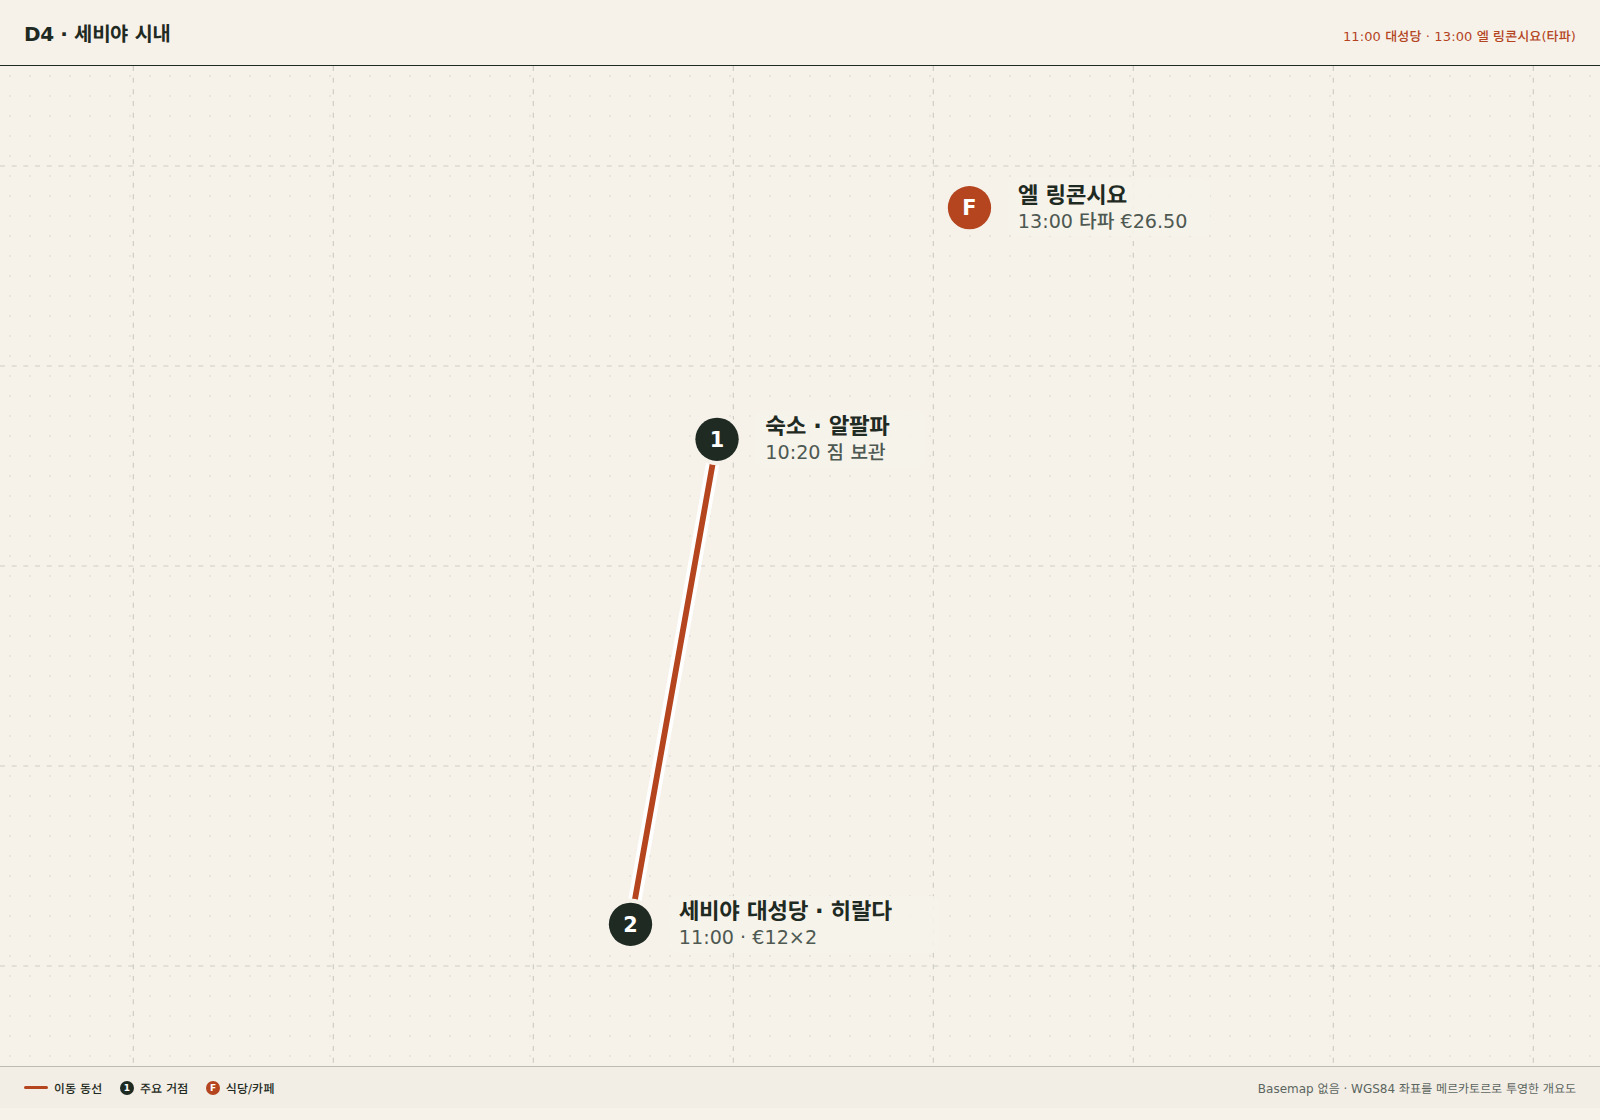 D4 · 세비야 시내
11:00 대성당 · 13:00 엘 링콘시요(타파)
F
엘 링콘시요
13:00 타파 €26.50
1
숙소 · 알팔파
10:20 짐 보관
2
세비야 대성당 · 히랄다
11:00 · €12×2
이동 동선
1 주요 거점
F 식당/카페
Basemap 없음 · WGS84 좌표를 메르카토르로 투영한 개요도